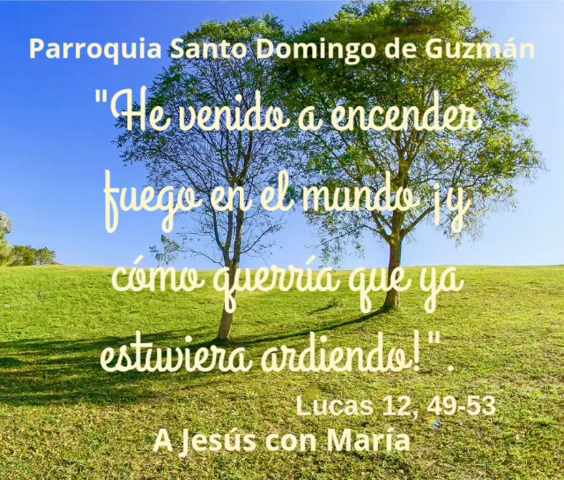 Parroquia Santo Domingo de Guzmán
"He venido a encender
fuego en el mundo ¡y
cómo querría que ya
estuviera ardiendo!".
Lucas 12, 49-53
A Jesús con María